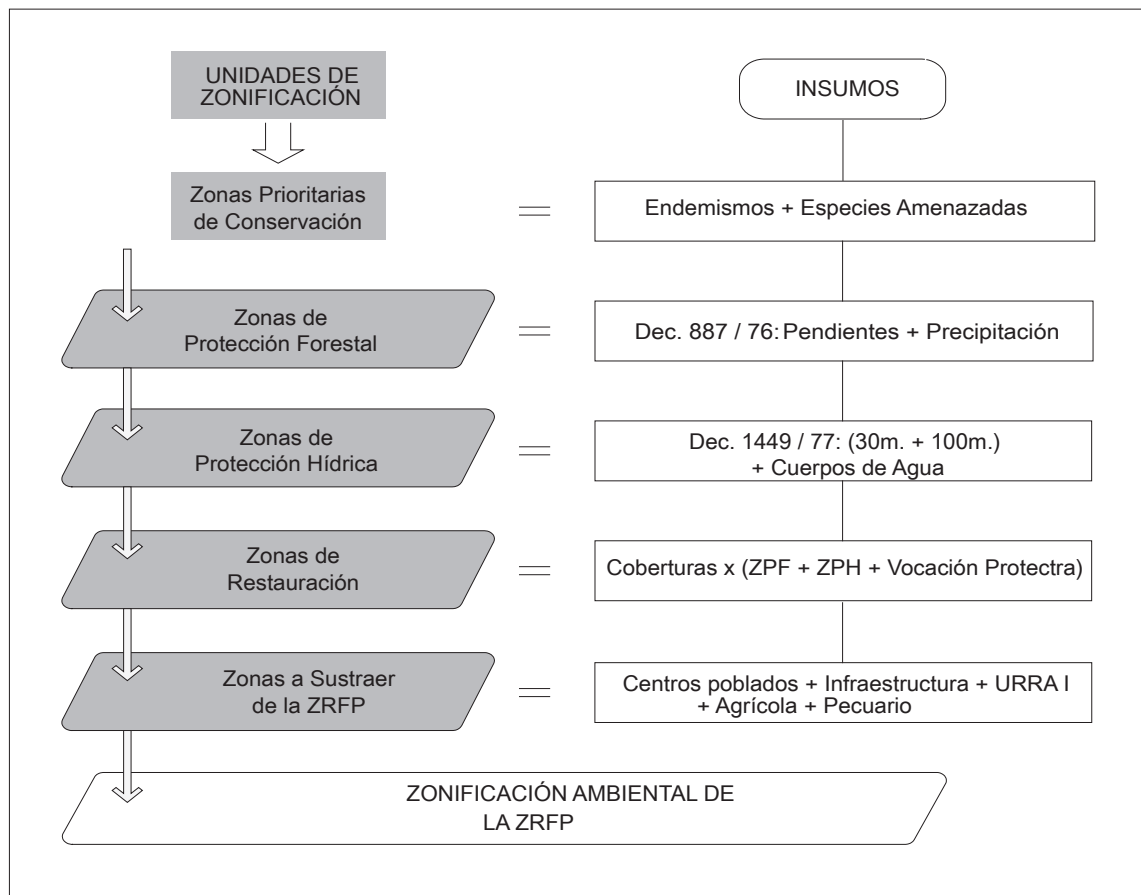 UNIDADES DE
ZONIFICACIÓN
INSUMOS
Zonas Prioritarias
de Conservación
=
Endemismos + Especies Amenazadas
Zonas de
Protección Forestal
=
Dec. 887 / 76: Pendientes + Precipitación
Zonas de
Protección Hídrica
=
Dec. 1449 / 77: (30m. + 100m.)
+ Cuerpos de Agua
Zonas de
Restauración
=
Coberturas x (ZPF + ZPH + Vocación Protectra)
Zonas a Sustraer
de la ZRFP
=
Centros poblados + Infraestructura + URRA I
+ Agrícola + Pecuario
ZONIFICACIÓN AMBIENTAL DE
LA ZRFP